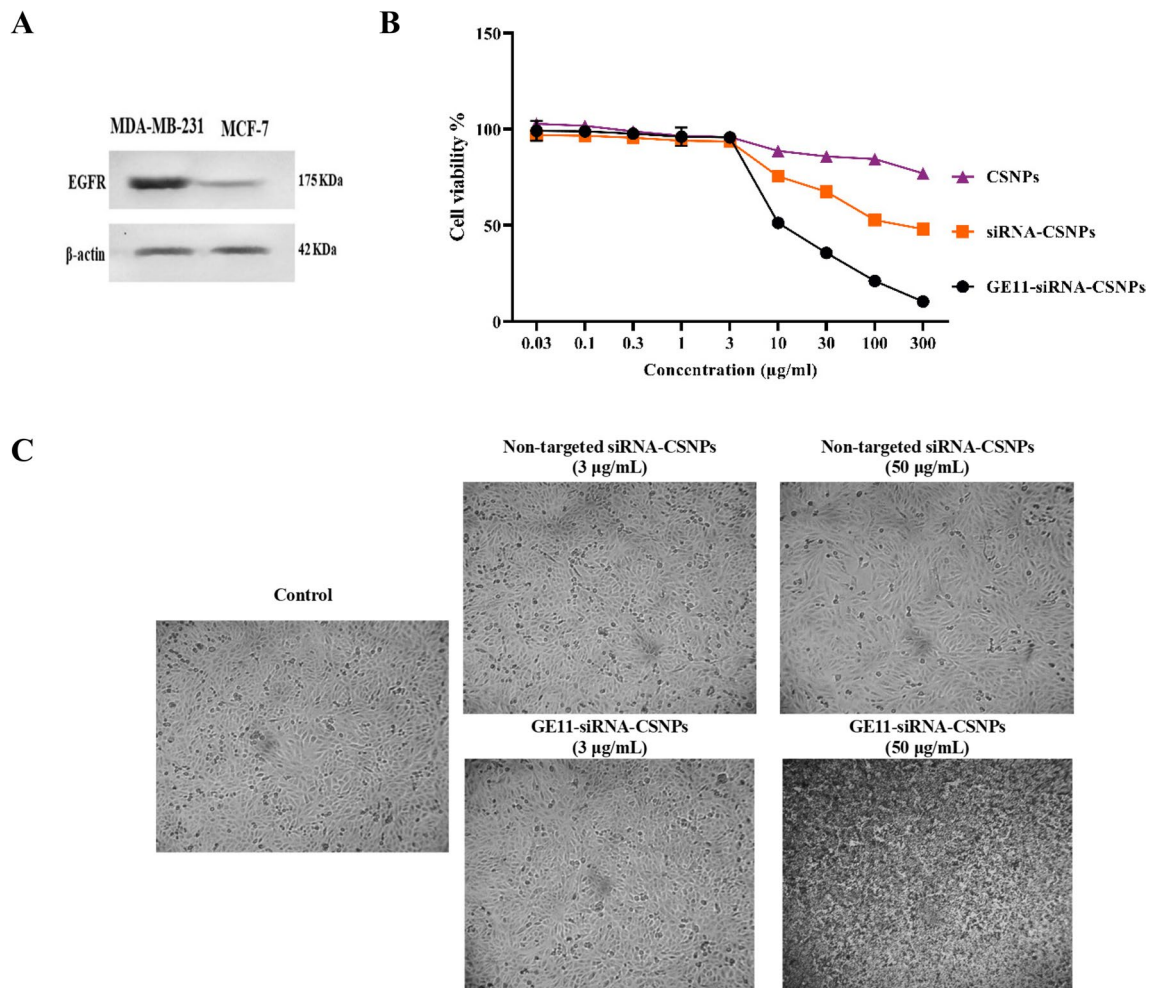 A
MDA-MB-231 MCF-7
EGFR
175 KDa
β-actin
42 KDa
B
Cell viability %
150
100
50
0
0.03 0.1 0.3 1 3 10 30 100 300
Concentration (µg/ml)
CSNPs
siRNA-CSNPs
GE11-siRNA-CSNPs
C
Control
Non-targeted siRNA-CSNPs
(3 µg/mL)
Non-targeted siRNA-CSNPs
(50 µg/mL)
GE11-siRNA-CSNPs
(3 µg/mL)
GE11-siRNA-CSNPs
(50 µg/mL)